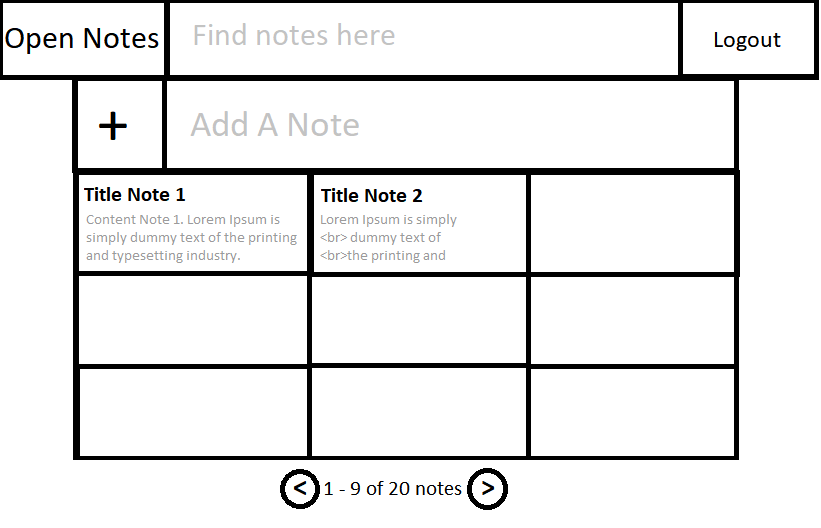 Open Notes
Find notes here
Logout
+
Add A Note
Title Note 1
Content Note 1. Lorem Ipsum is
simply dummy text of the printing
and typesetting industry.
Title Note 2
Lorem Ipsum is simply
<br> dummy text of
<br>the printing and
< 1 - 9 of 20 notes >